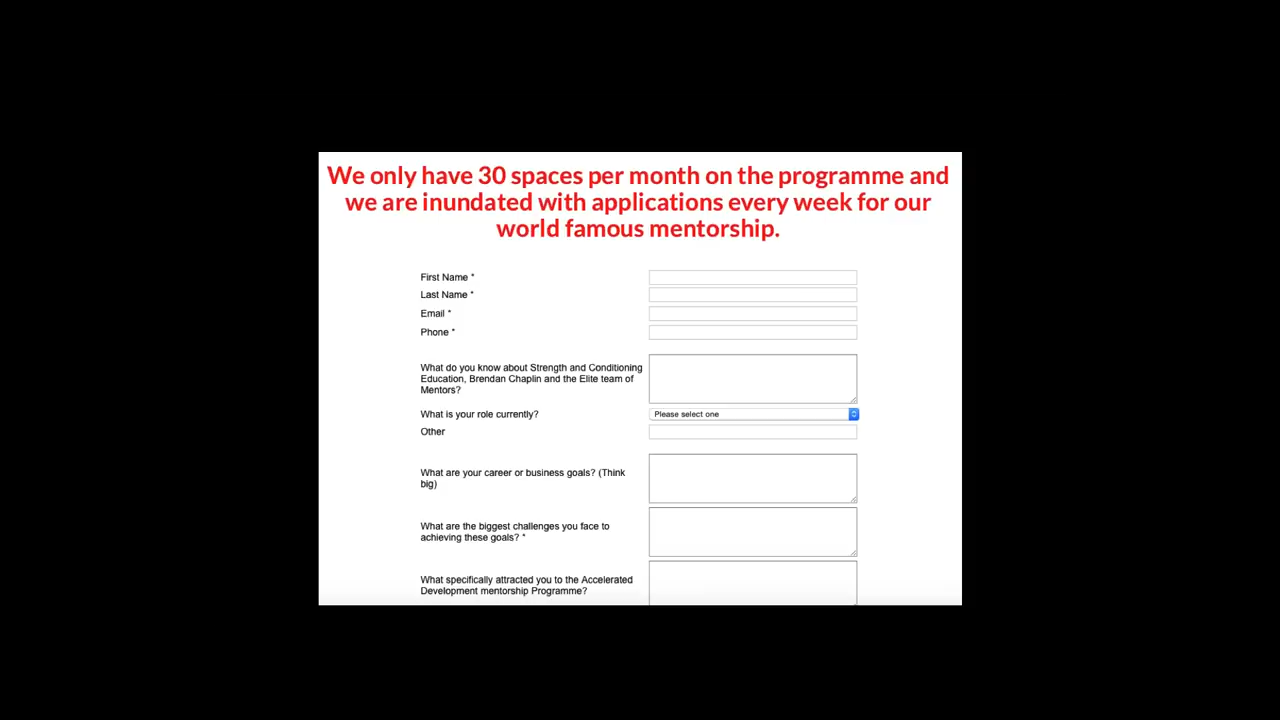 We only have 30 spaces per month on the programme and
we are inundated with applications every week for our
world famous mentorship.
First Name *
Last Name *
Email *
Phone *
What do you know about Strength and Conditioning
Education, Brendan Chaplin and the Elite team of
Mentors?
What is your role currently?
Please select one
Other
What are your career or business goals? (Think
big)
What are the biggest challenges you face to
achieving these goals? *
What specifically attracted you to the Accelerated
Development mentorship Programme?